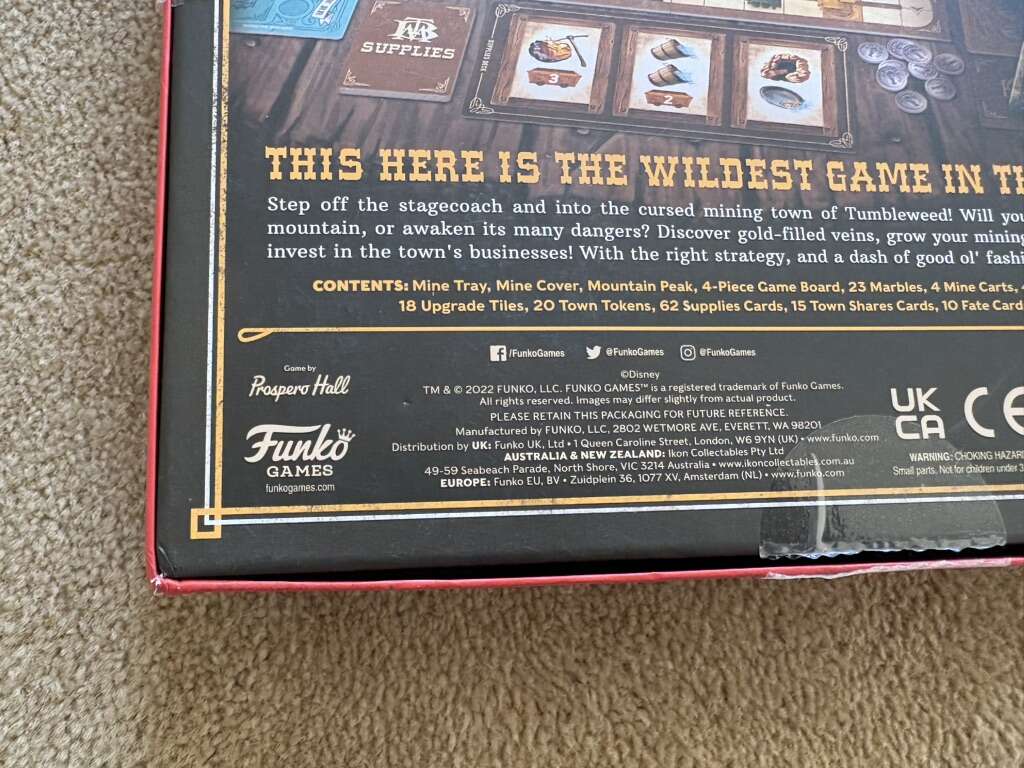 TBR
SUPPLIES
SUPPLIES DECK
3
2
THIS HERE IS THE WILDEST GAME IN
Step off the stagecoach and into the cursed mining town of Tumbleweed! Will you
mountain, or awaken its many dangers? Discover gold-filled veins, grow your mining
invest in the town's businesses! With the right strategy, and a dash of good ol'
CONTENTS: Mine Tray, Mine Cover, Mountain Peak, 4-Piece Game Board, 23 Marbles, 4 Mine Carts,
18 Upgrade Tiles, 20 Town Tokens, 62 Supplies Cards, 15 Town Shares Cards, 10 Fate Card
/FunkoGames @FunkoGames @FunkoGames
Game by
Prospero Hall
Funko
GAMES
funkogames.com
©Disney
TM & © 2022 FUNKO, LLC. FUNKO GAMES™ is a registered trademark of Funko Games.
All rights reserved. Images may differ slightly from actual product.
PLEASE RETAIN THIS PACKAGING FOR FUTURE REFERENCE.
Manufactured by FUNKO, LLC, 2802 WETMORE AVE, EVERETT, WA 98201
Distribution by UK: Funko UK, Ltd • 1 Queen Caroline Street, London, W6 9YN (UK) • www.funko.com
AUSTRALIA & NEW ZEALAND: Ikon Collectables Pty Ltd
49-59 Seabeach Parade, North Shore, VIC 3214 Australia • www.ikoncollectables.com.au
EUROPE: Funko EU, BV • Zuidplein 36, 1077 XV, Amsterdam (NL) • www.funko.com
UK
CA
CE
WARNING: CHOKING HAZAR
Small parts. Not for children under 3